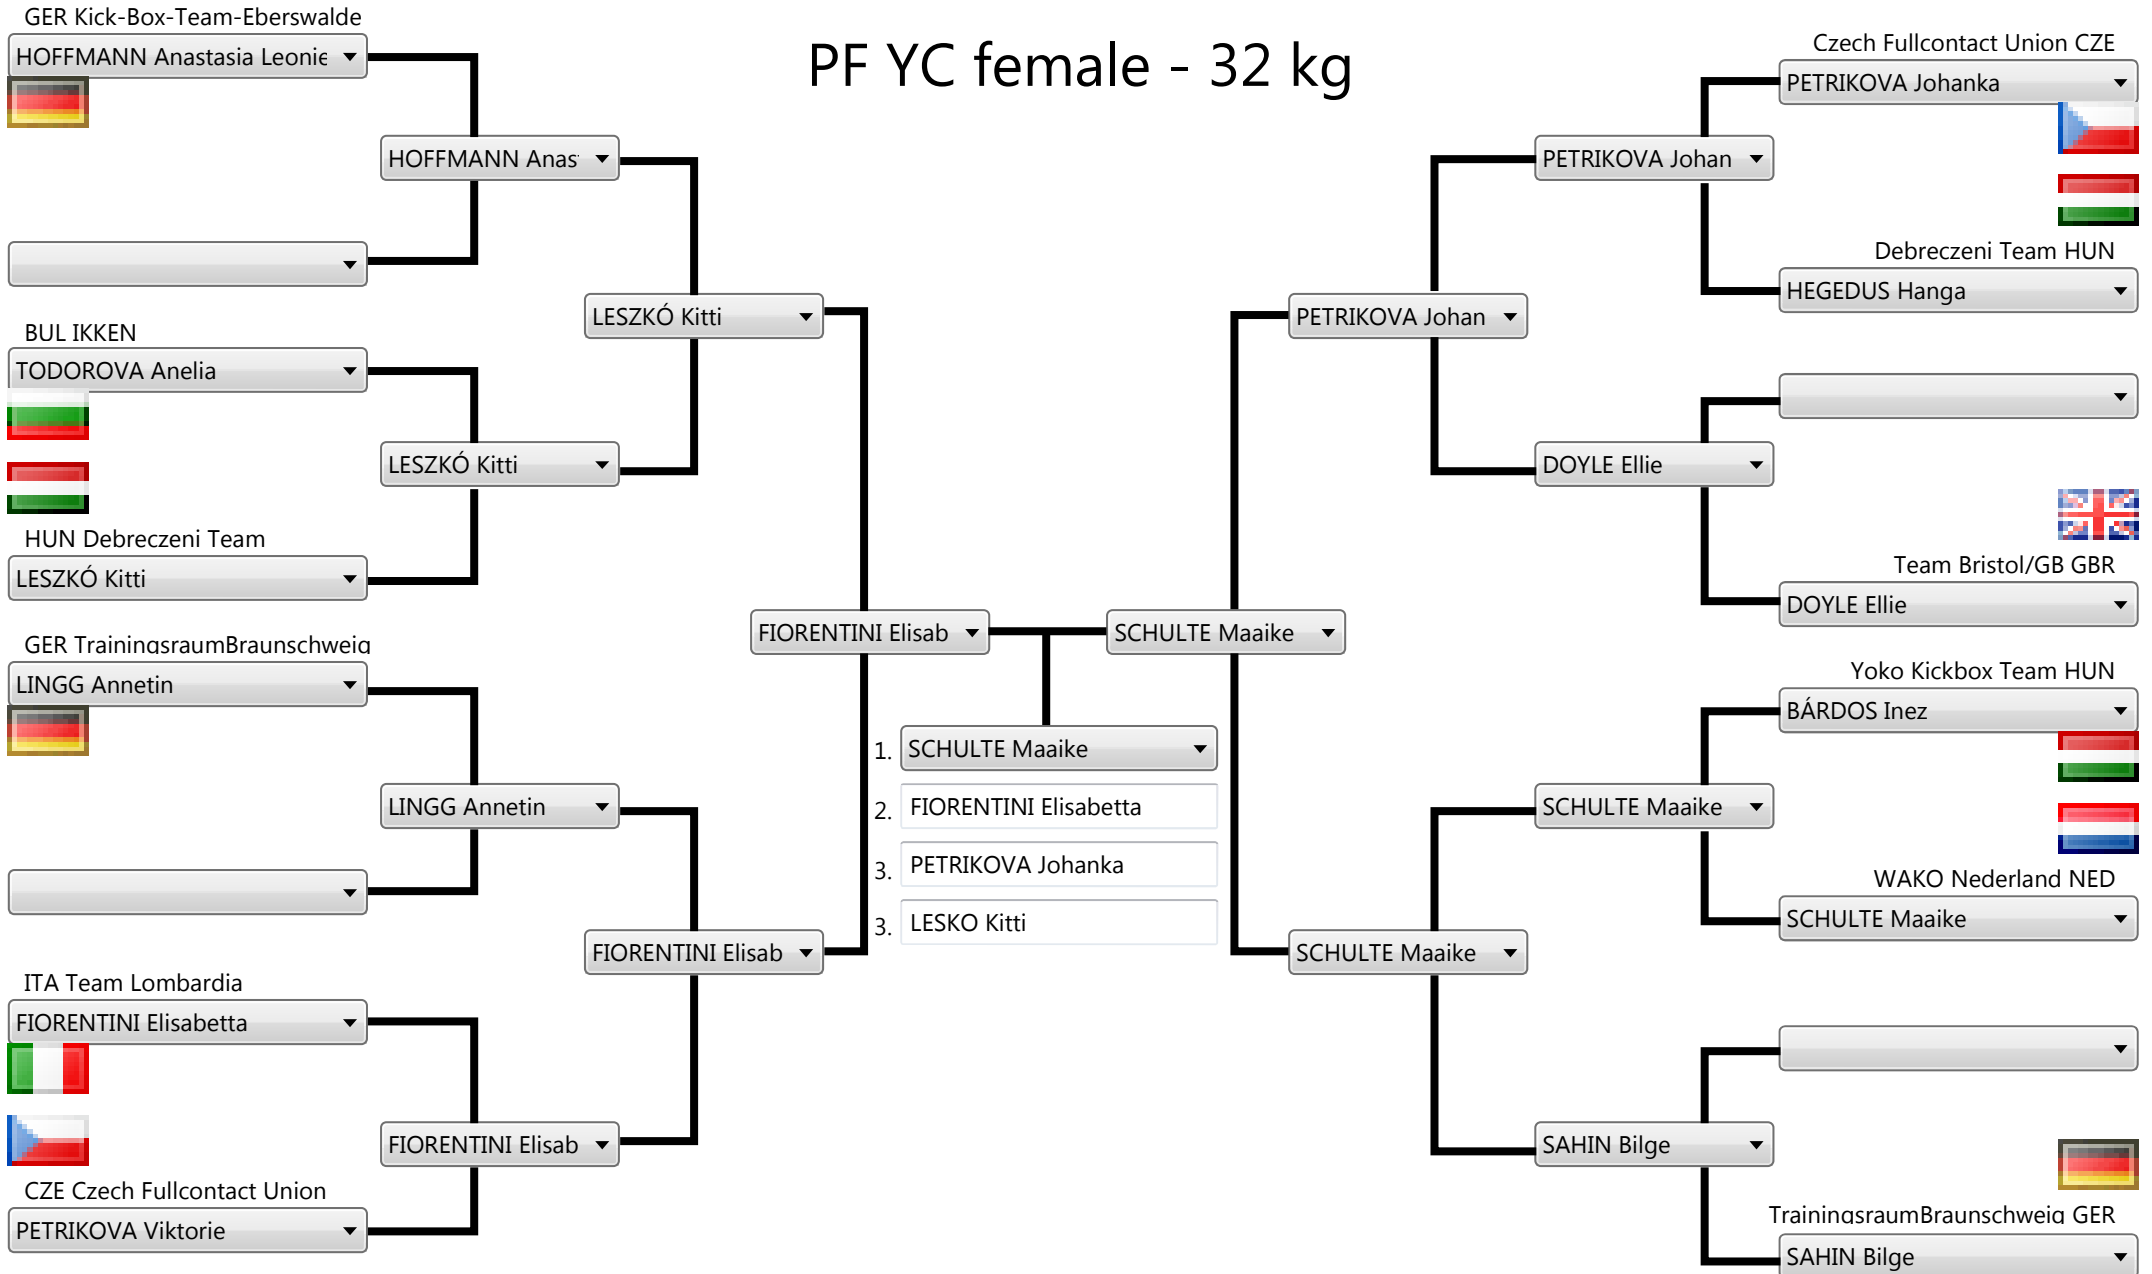 PF YC female - 32 kg
GER Kick-Box-Team-Eberswalde
HOFFMANN Anastasia Leonie
HOFFMANN Anas
BUL IKKEN
TODOROVA Anelia
LESZKÓ Kitti
LESZKÓ Kitti
HUN Debreczeni Team
LESZKÓ Kitti
GER TrainingsraumBraunschweig
LINGG Annetin
LINGG Annetin
FIORENTINI Elisab
ITA Team Lombardia
FIORENTINI Elisabetta
FIORENTINI Elisab
CZE Czech Fullcontact Union
PETRIKOVA Viktorie
FIORENTINI Elisab
SCHULTE Maaike
1. SCHULTE Maaike
2. FIORENTINI Elisabetta
3. PETRIKOVA Johanka
3. LESKO Kitti
Czech Fullcontact Union CZE
PETRIKOVA Johanka
PETRIKOVA Johan
Debreczeni Team HUN
HEGEDUS Hanga
PETRIKOVA Johan
DOYLE Ellie
Team Bristol/GB GBR
DOYLE Ellie
Yoko Kickbox Team HUN
BÁRDOS Inez
SCHULTE Maaike
WAKO Nederland NED
SCHULTE Maaike
SCHULTE Maaike
SAHIN Bilge
TrainingsraumBraunschweig GER
SAHIN Bilge